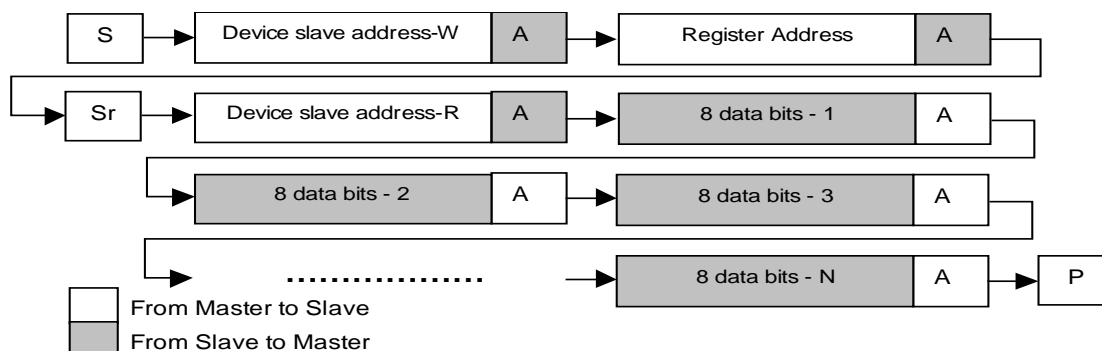 S Device slave address-W A Register Address A
Sr Device slave address-R A 8 data bits - 1 A
8 data bits - 2 A 8 data bits - 3 A
.................... 8 data bits - N A P
From Master to Slave
From Slave to Master